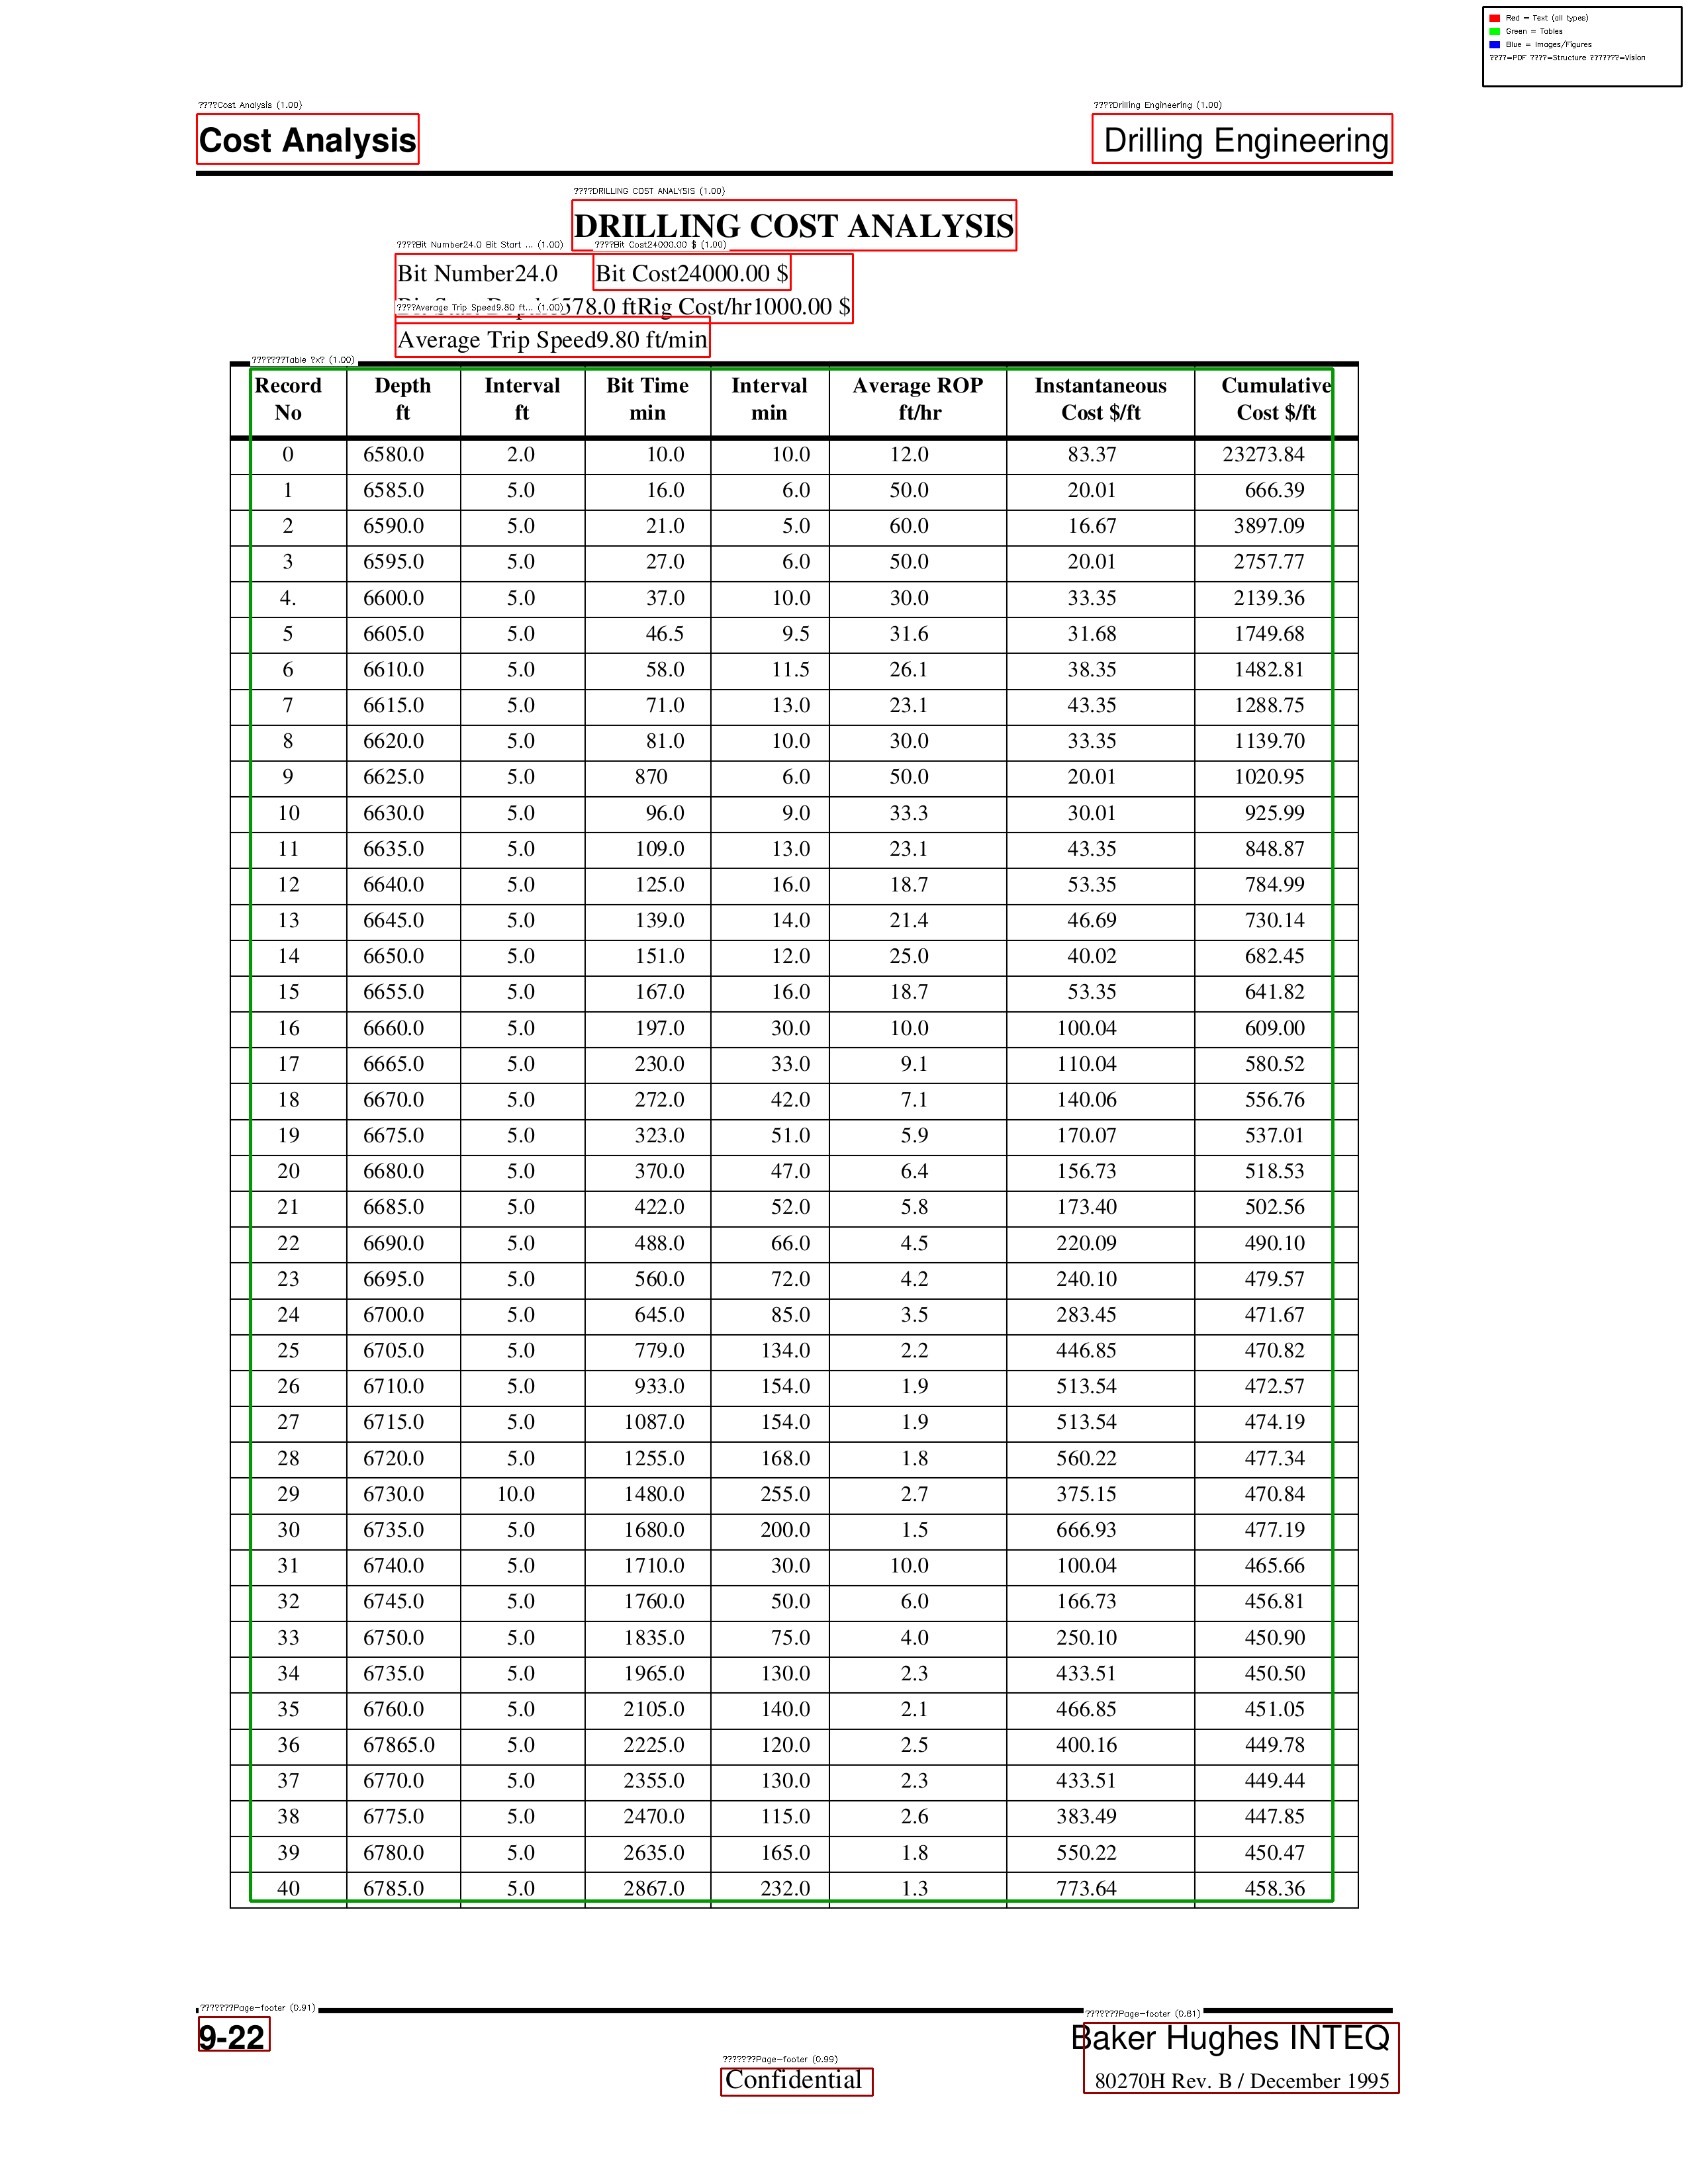 Red = Text (all types)
Green = Tables
Blue = Images/Figures
????=PDF ????=Structure ???????=Vision
????Cost Analysis (1.00)
????Drilling Engineering (1.00)
Cost Analysis Drilling Engineering
????DRILLING COST ANALYSIS (1.00)
DRILLING COST ANALYSIS
????Bit Number24.0 Bit Start ... (1.00) ????Bit Cost24000.00 $ (1.00)
Bit Number24.0 Bit Cost24000.00 $
578.0 ftRig Cost/hr1000.00 $
????Average Trip Speed9.80 ft... (1.00)
Average Trip Speed9.80 ft/min
???????Table ?x? (1.00)
Record Depth Interval Bit Time Interval Average ROP Instantaneous Cumulative
No ft ft min min ft/hr Cost $/ft Cost $/ft
0 6580.0 2.0 10.0 10.0 12.0 83.37 23273.84
1 6585.0 5.0 16.0 6.0 50.0 20.01 666.39
2 6590.0 5.0 21.0 5.0 60.0 16.67 3897.09
3 6595.0 5.0 27.0 6.0 50.0 20.01 2757.77
4. 6600.0 5.0 37.0 10.0 30.0 33.35 2139.36
5 6605.0 5.0 46.5 9.5 31.6 31.68 1749.68
6 6610.0 5.0 58.0 11.5 26.1 38.35 1482.81
7 6615.0 5.0 71.0 13.0 23.1 43.35 1288.75
8 6620.0 5.0 81.0 10.0 30.0 33.35 1139.70
9 6625.0 5.0 870 6.0 50.0 20.01 1020.95
10 6630.0 5.0 96.0 9.0 33.3 30.01 925.99
11 6635.0 5.0 109.0 13.0 23.1 43.35 848.87
12 6640.0 5.0 125.0 16.0 18.7 53.35 784.99
13 6645.0 5.0 139.0 14.0 21.4 46.69 730.14
14 6650.0 5.0 151.0 12.0 25.0 40.02 682.45
15 6655.0 5.0 167.0 16.0 18.7 53.35 641.82
16 6660.0 5.0 197.0 30.0 10.0 100.04 609.00
17 6665.0 5.0 230.0 33.0 9.1 110.04 580.52
18 6670.0 5.0 272.0 42.0 7.1 140.06 556.76
19 6675.0 5.0 323.0 51.0 5.9 170.07 537.01
20 6680.0 5.0 370.0 47.0 6.4 156.73 518.53
21 6685.0 5.0 422.0 52.0 5.8 173.40 502.56
22 6690.0 5.0 488.0 66.0 4.5 220.09 490.10
23 6695.0 5.0 560.0 72.0 4.2 240.10 479.57
24 6700.0 5.0 645.0 85.0 3.5 283.45 471.67
25 6705.0 5.0 779.0 134.0 2.2 446.85 470.82
26 6710.0 5.0 933.0 154.0 1.9 513.54 472.57
27 6715.0 5.0 1087.0 154.0 1.9 513.54 474.19
28 6720.0 5.0 1255.0 168.0 1.8 560.22 477.34
29 6730.0 10.0 1480.0 255.0 2.7 375.15 470.84
30 6735.0 5.0 1680.0 200.0 1.5 666.93 477.19
31 6740.0 5.0 1710.0 30.0 10.0 100.04 465.66
32 6745.0 5.0 1760.0 50.0 6.0 166.73 456.81
33 6750.0 5.0 1835.0 75.0 4.0 250.10 450.90
34 6735.0 5.0 1965.0 130.0 2.3 433.51 450.50
35 6760.0 5.0 2105.0 140.0 2.1 466.85 451.05
36 67865.0 5.0 2225.0 120.0 2.5 400.16 449.78
37 6770.0 5.0 2355.0 130.0 2.3 433.51 449.44
38 6775.0 5.0 2470.0 115.0 2.6 383.49 447.85
39 6780.0 5.0 2635.0 165.0 1.8 550.22 450.47
40 6785.0 5.0 2867.0 232.0 1.3 773.64 458.36
???????Page-footer (0.91) ???????Page-footer (0.81)
9-22 Baker Hughes INTEQ
???????Page-footer (0.99)
Confidential 80270H Rev. B / December 1995